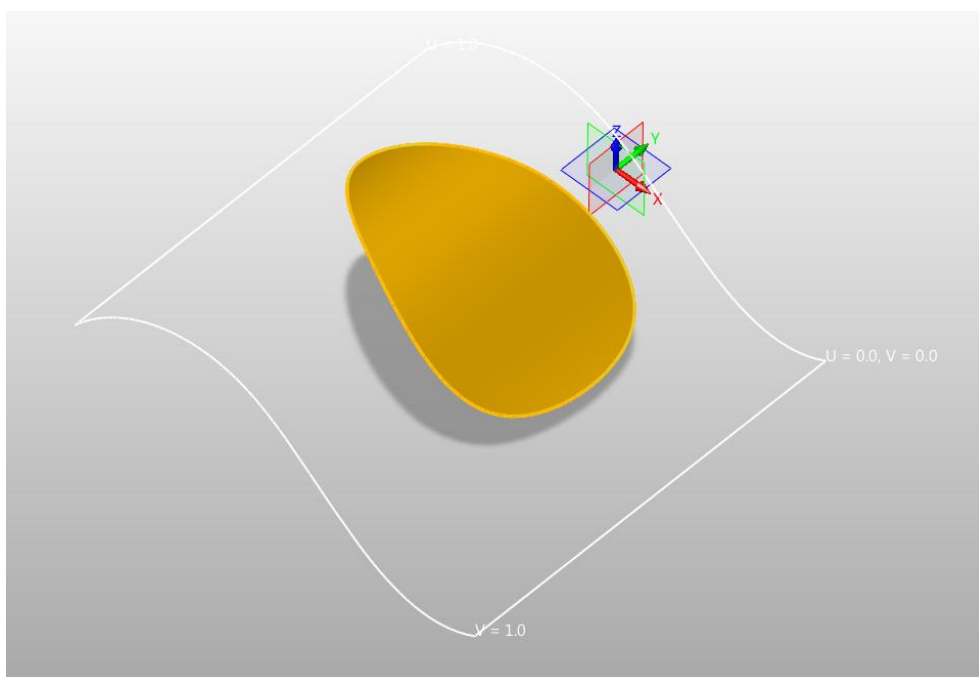 U = 1.0
Z
Y
X
U = 0.0, V = 0.0
V = 1.0